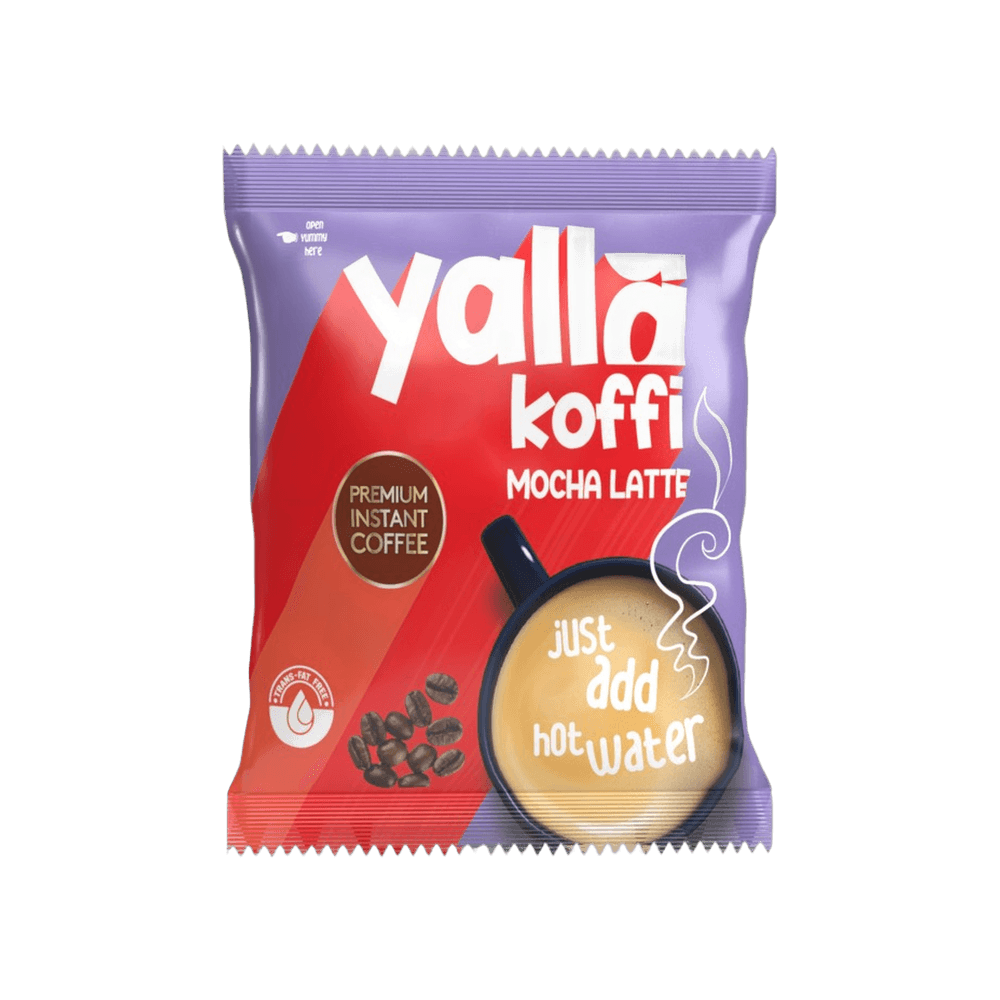 open
yummy
here
yallā
koffi
MOCHA LATTE
PREMIUM
INSTANT
COFFEE
just
add
hot water
TRANS-FAT FREE